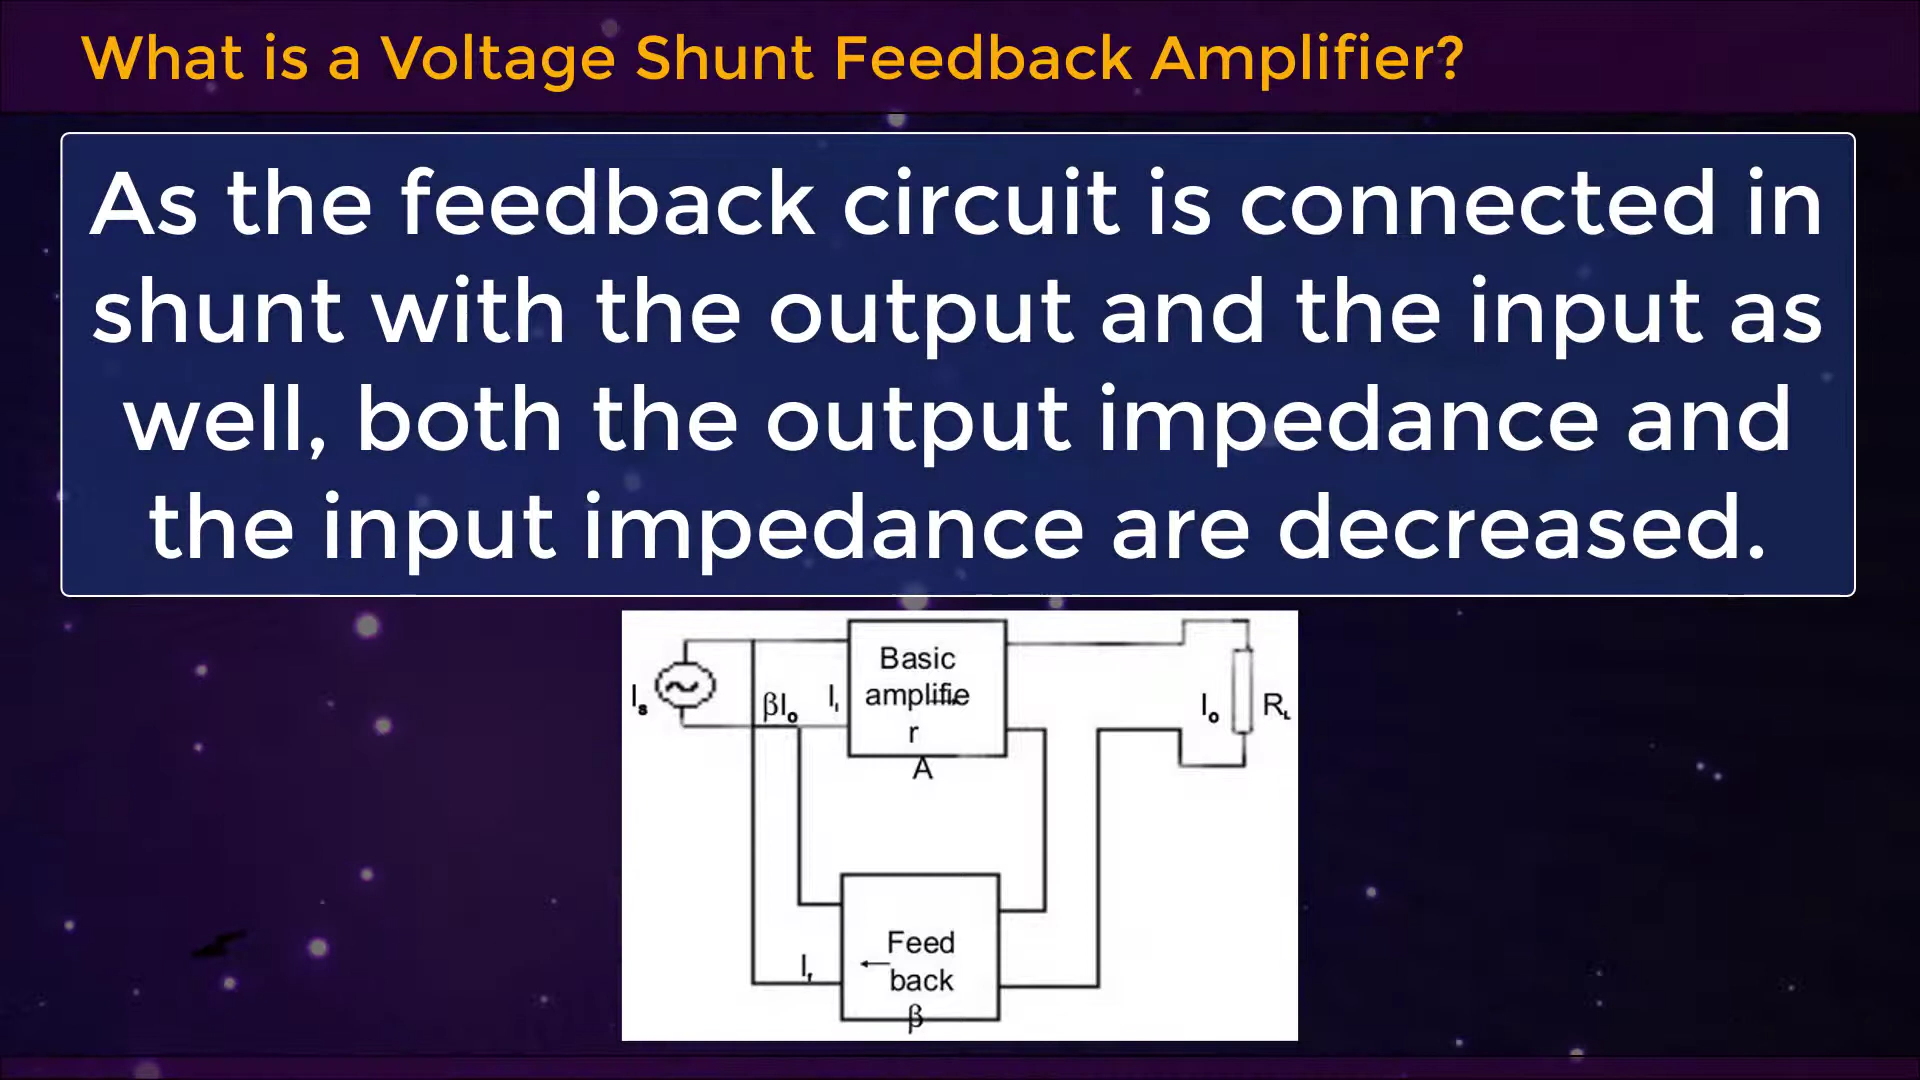 What is a Voltage Shunt Feedback Amplifier?
As the feedback circuit is connected in
shunt with the output and the input as
well, both the output impedance and
the input impedance are decreased.
Basic
amplifie
r
A
Is
βIo
Ii
Io
RL
Feed
back
β
If